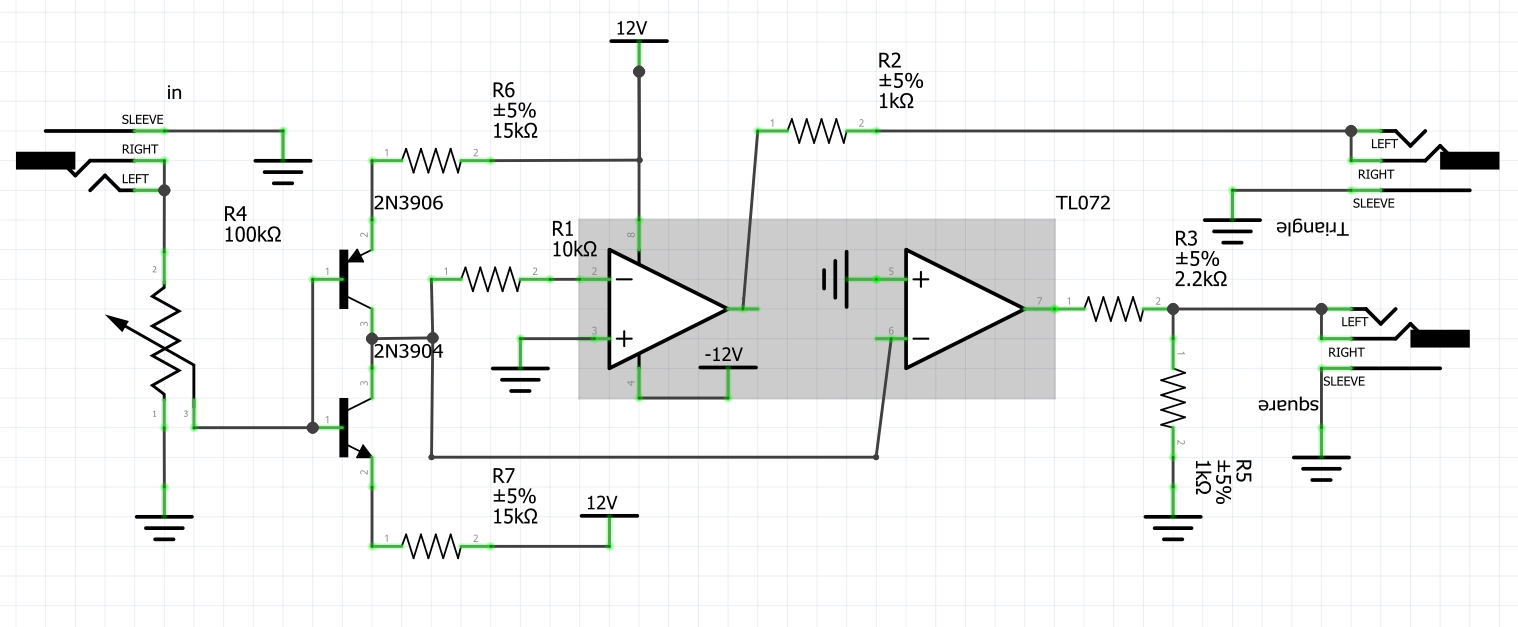 12V
R2
±5%
1kΩ
in
R6
±5%
15kΩ
SLEEVE
RIGHT
LEFT
1
2
1
2
LEFT
RIGHT
SLEEVE
Triangle
2N3906
R4
100kΩ
TL072
R1
10kΩ
2
8
R3
±5%
2.2kΩ
2
1
1
2
2
5
3
3
6
7
1
2
LEFT
RIGHT
SLEEVE
square
2N3904
-12V
1
3
4
1
3
1
2
2
R5
±5%
1kΩ
R7
±5%
15kΩ
12V
1
2